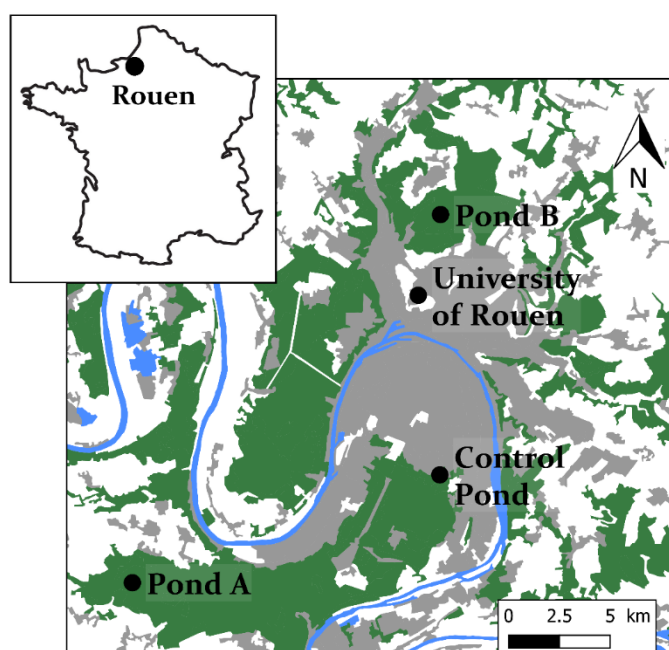 Rouen
N
Pond B
University
of Rouen
Control
Pond
Pond A
0 2.5 5 km